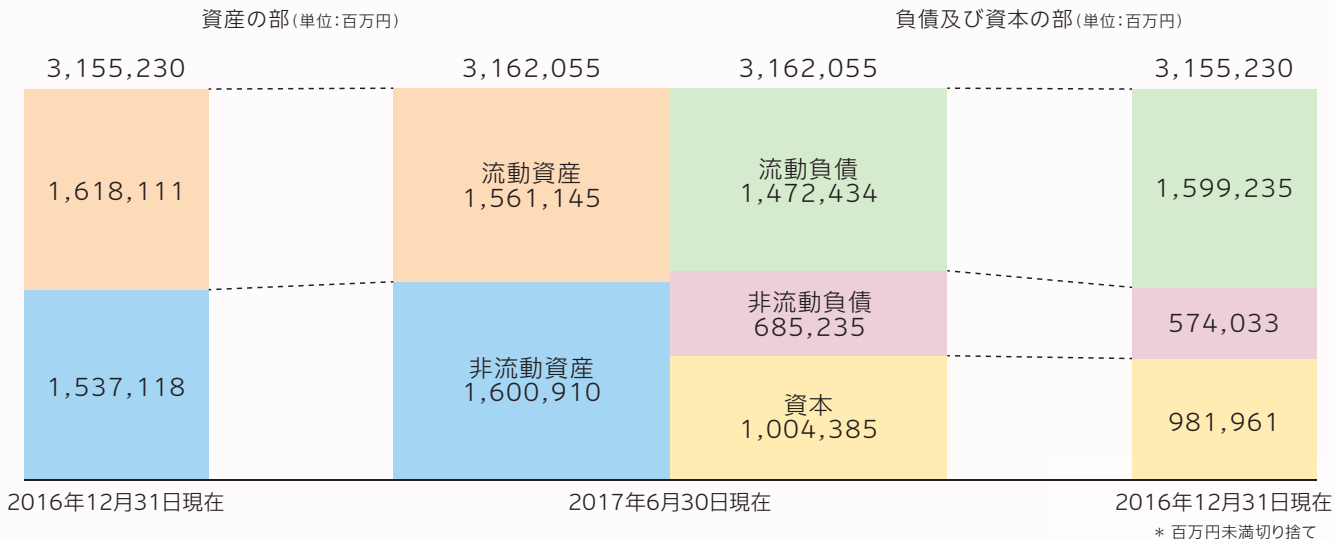 資産の部(単位:百万円)
負債及び資本の部(単位:百万円)
3,155,230
3,162,055
3,162,055
3,155,230
1,618,111
流動資産
1,561,145
流動負債
1,472,434
1,599,235
非流動負債
685,235
574,033
1,537,118
非流動資産
1,600,910
資本
1,004,385
981,961
2016年12月31日現在
2017年6月30日現在
2016年12月31日現在
* 百万円未満切り捨て